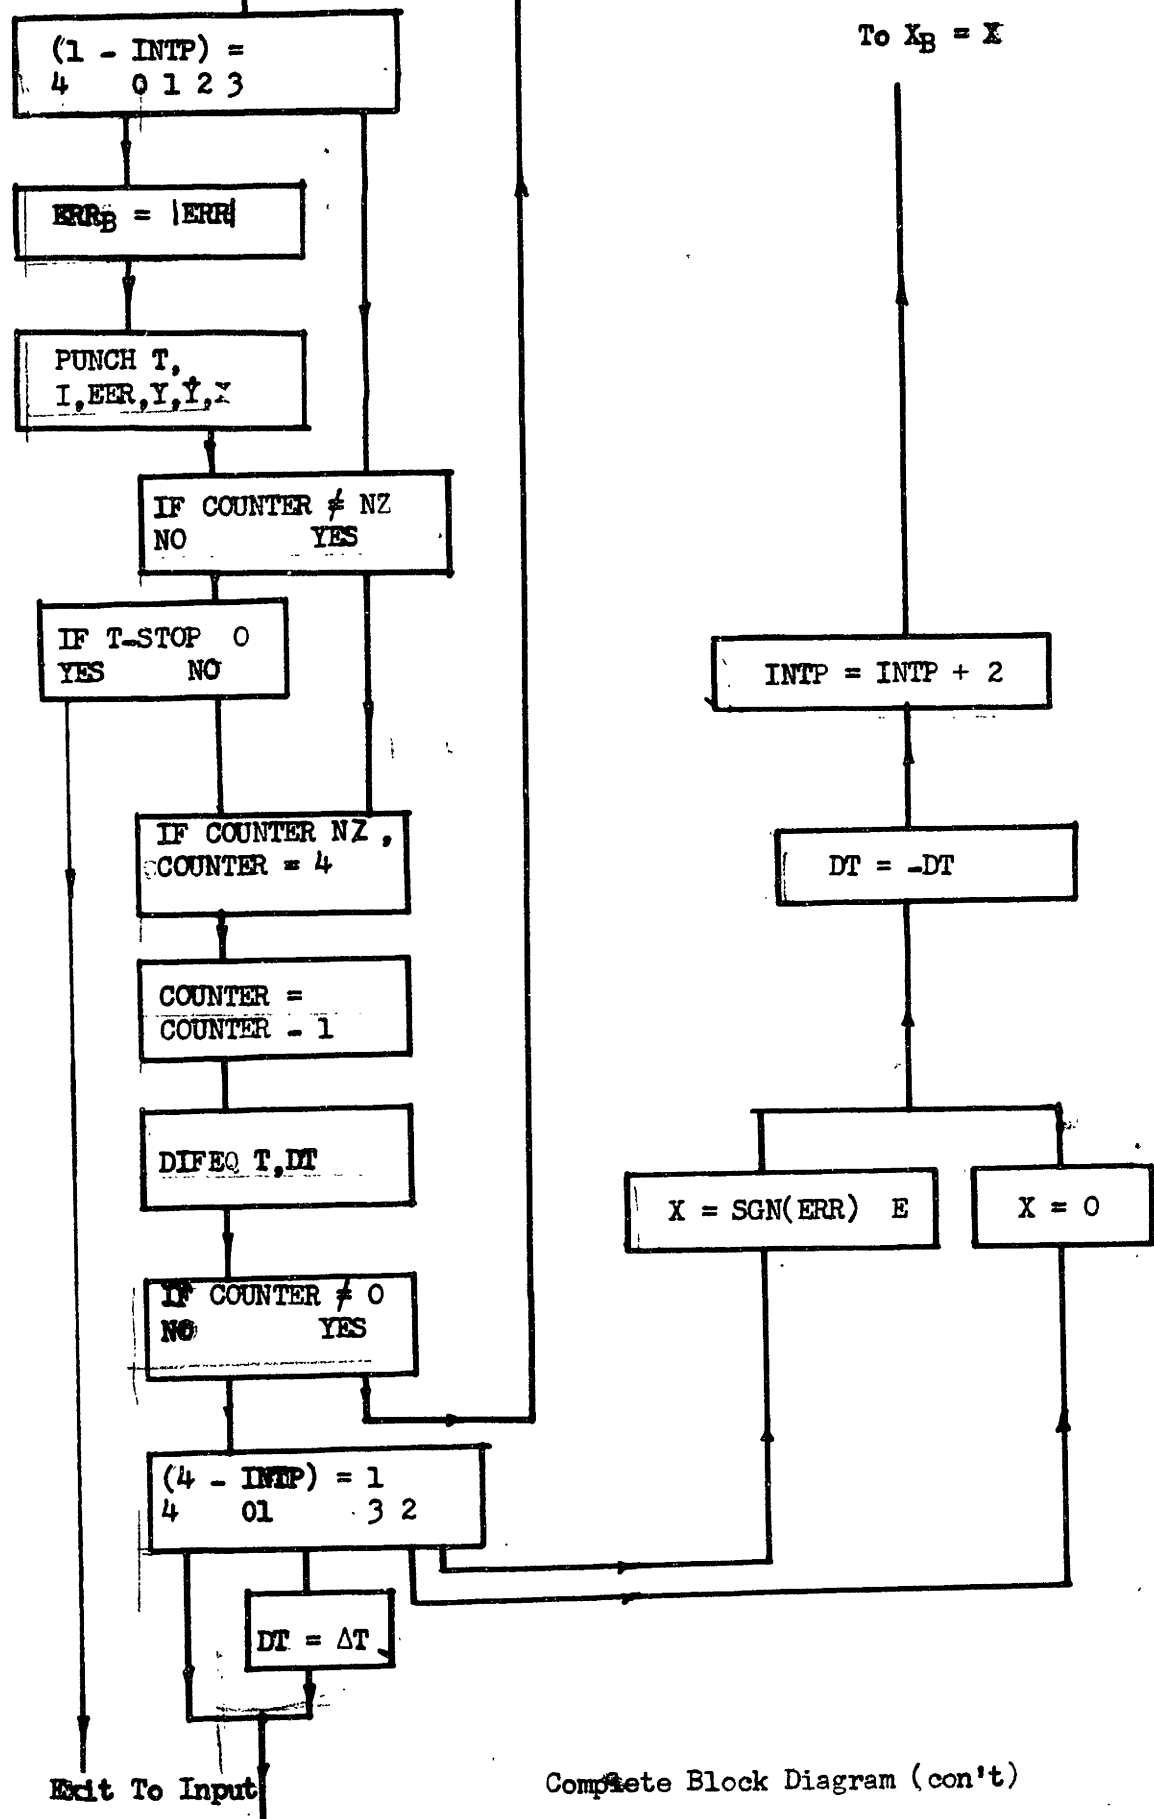 (1 - INTP) =
4 0 1 2 3
To X_B = X
ERR_B = |ERR|
PUNCH T,
I,EER,Y,Ẏ,X
IF COUNTER ≠ NZ
NO YES
IF T-STOP 0
YES NO
INTP = INTP + 2
IF COUNTER NZ,
COUNTER = 4
DT = -DT
COUNTER =
COUNTER - 1
DIFEQ T,DT
X = SGN(ERR) E
X = 0
IF COUNTER ≠ 0
NO YES
(4 - INTP) = 1
4 01 3 2
DT = ΔT
Exit To Input
Complete Block Diagram (con't)